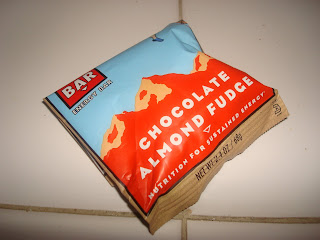 BAR
ENERGY BAR
CHOCOLATE
ALMOND FUDGE
NUTRITION FOR SUSTAINED ENERGY
NET WT. 2.4 OZ / 68g